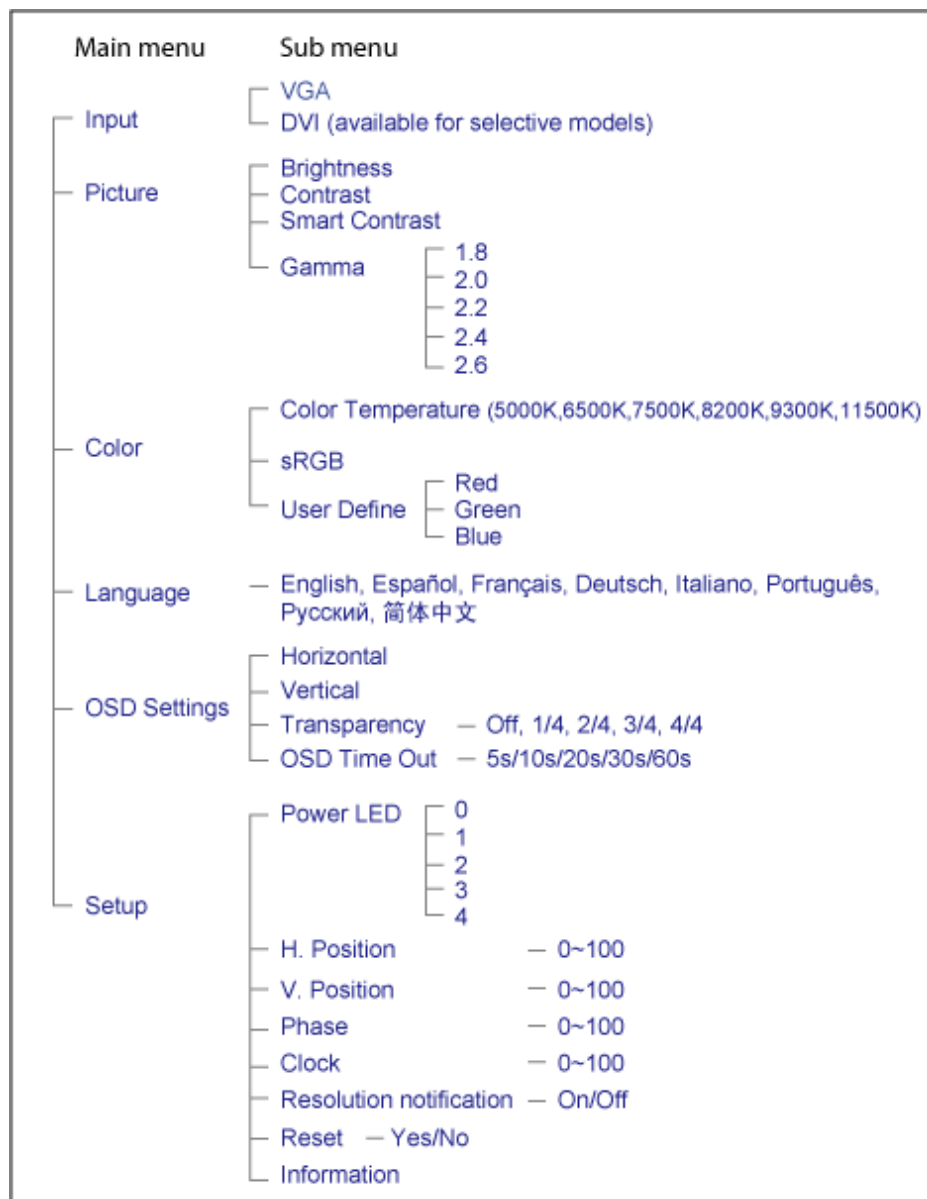 Main menu Sub menu
VGA
Input DVI (available for selective models)
Brightness
Picture Contrast
Smart Contrast
Gamma 1.8
2.0
2.2
2.4
2.6
Color Temperature (5000K,6500K,7500K,8200K,9300K,11500K)
Color
sRGB
Red
User Define Green
Blue
Language English, Español, Français, Deutsch, Italiano, Português,
Русский, 简体中文
Horizontal
Vertical
OSD Settings Transparency Off, 1/4, 2/4, 3/4, 4/4
OSD Time Out 5s/10s/20s/30s/60s
Power LED 0
1
2
3
Setup 4
H. Position 0~100
V. Position 0~100
Phase 0~100
Clock 0~100
Resolution notification On/Off
Reset Yes/No
Information